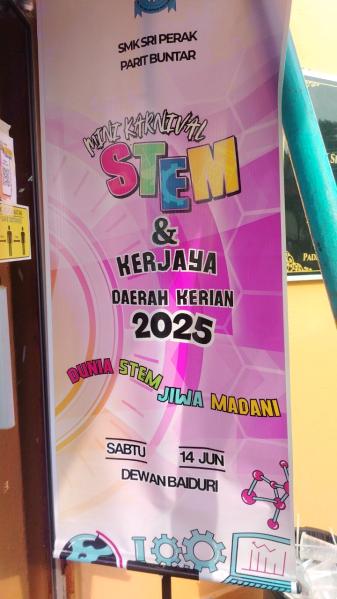 SMK SRI PERAK
PARIT BUNTAR
MINI KARNIVAL
STEM
&
KERJAYA
DAERAH KERIAN
2025
DUNIA STEM
JIWA MADANI
SABTU 14 JUN
DEWAN BAIDURI